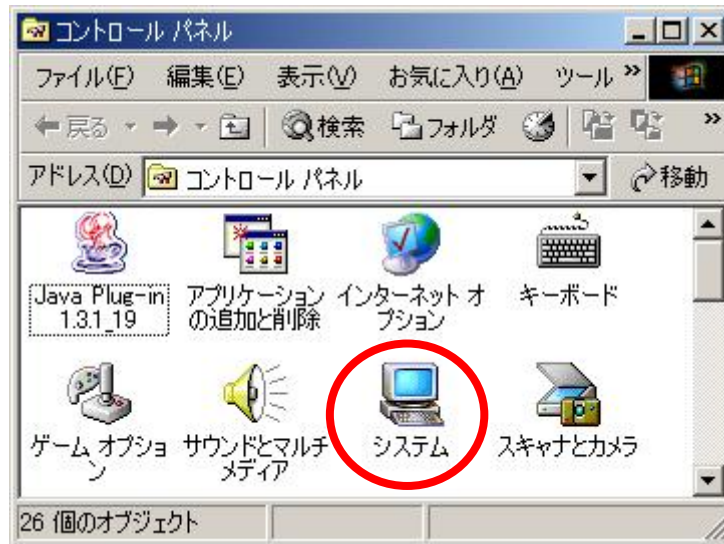 コントロール パネル
ファイル(F) 編集(E) 表示(V) お気に入り(A) ツール »
戻る 検索 フォルダ »
アドレス(D) コントロール パネル 移動
Java Plug-in 1.3.1_19
アプリケーション
の追加と削除
インターネット オ
プション
キーボード
ゲーム オプショ
ン
サウンドとマルチ
メディア
システム
スキャナとカメラ
26 個のオブジェクト